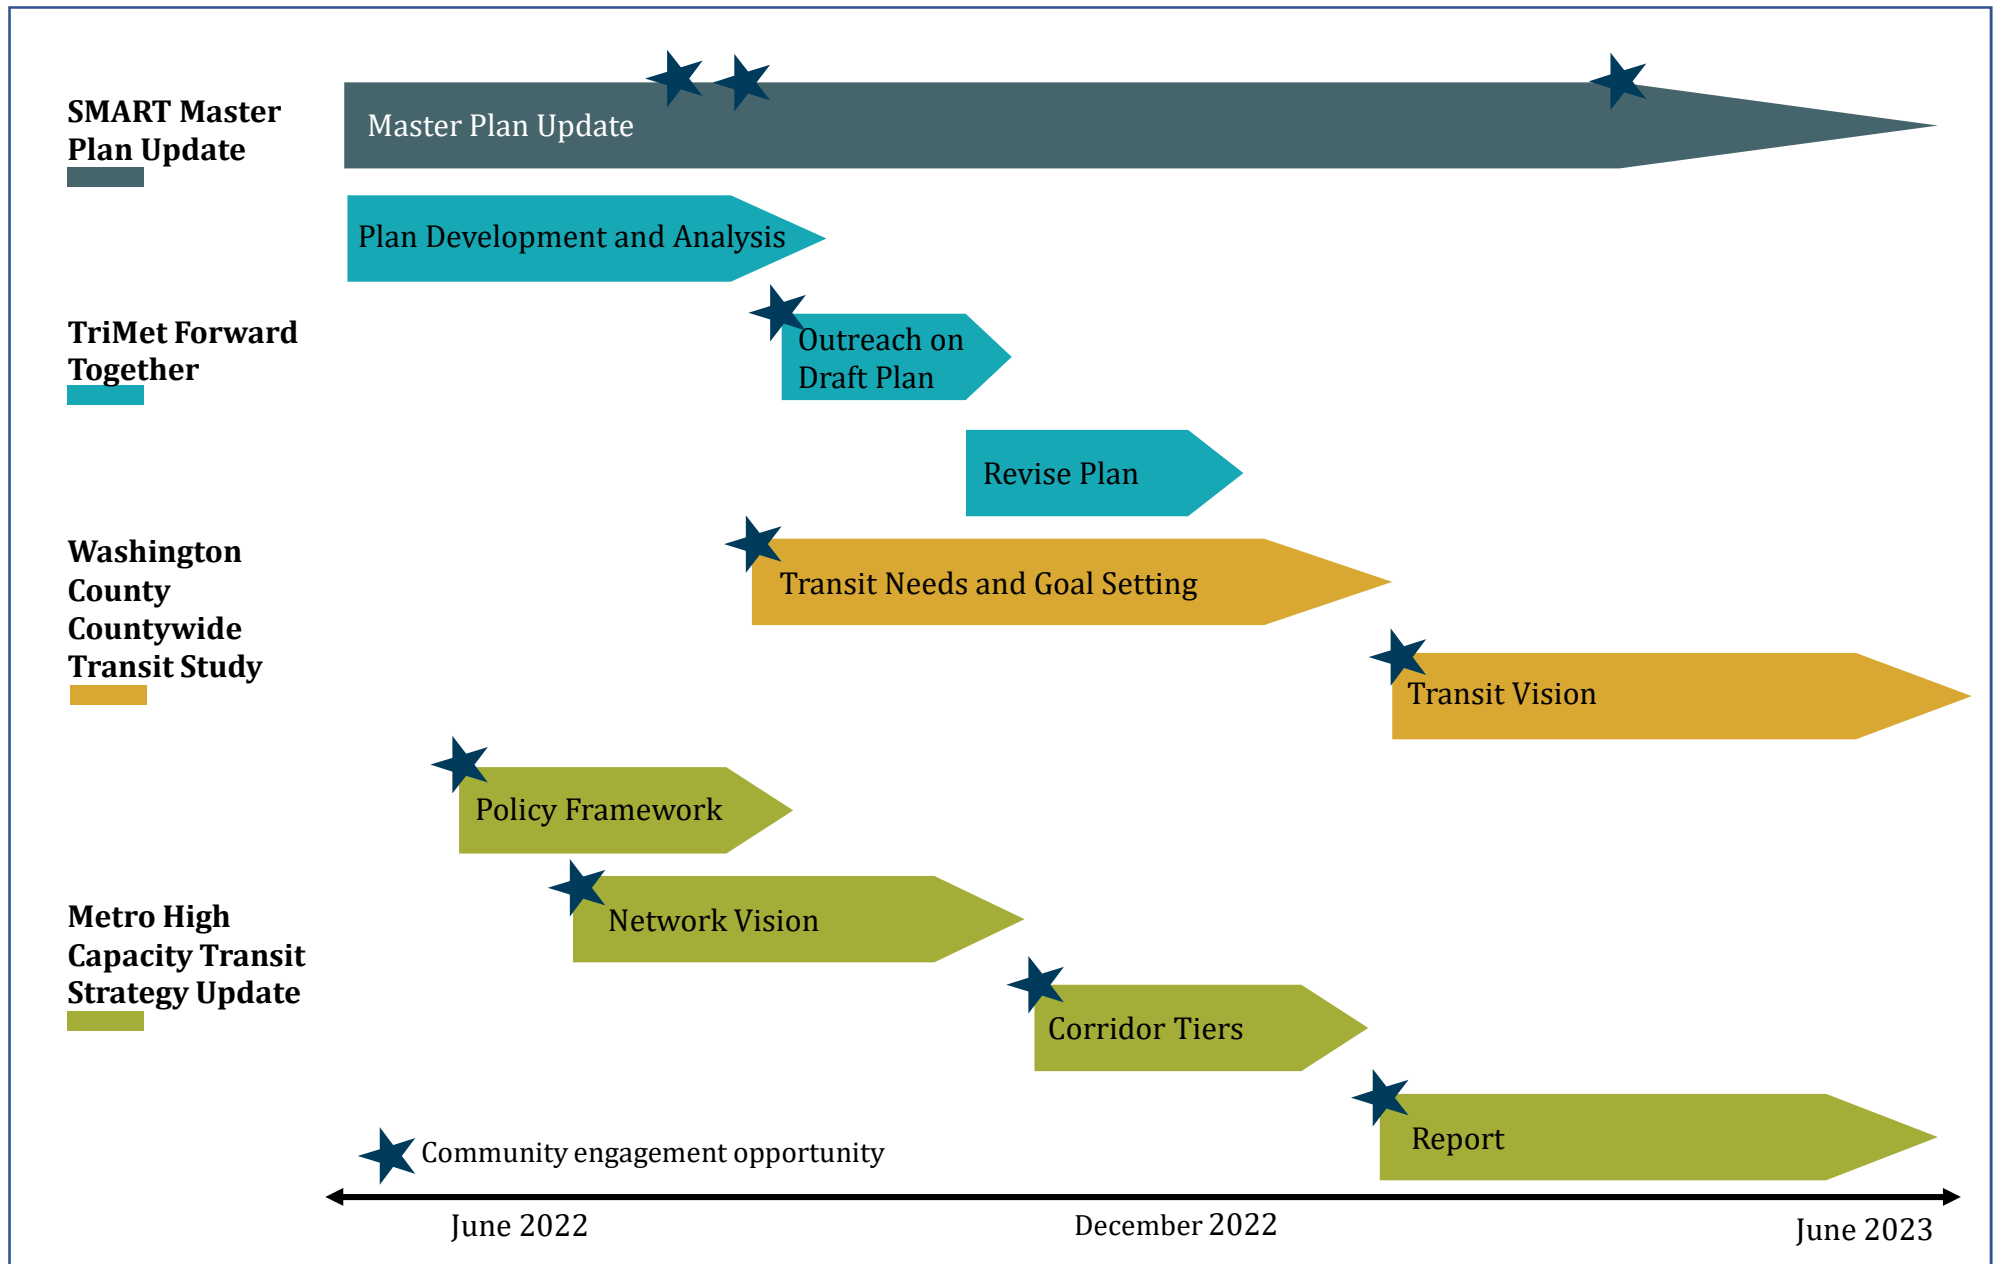 SMART Master
Plan Update
Master Plan Update
Plan Development and Analysis
TriMet Forward
Together
Outreach on
Draft Plan
Revise Plan
Washington
County
Countywide
Transit Study
Transit Needs and Goal Setting
Transit Vision
Policy Framework
Network Vision
Metro High
Capacity Transit
Strategy Update
Corridor Tiers
Report
Community engagement opportunity
June 2022
December 2022
June 2023